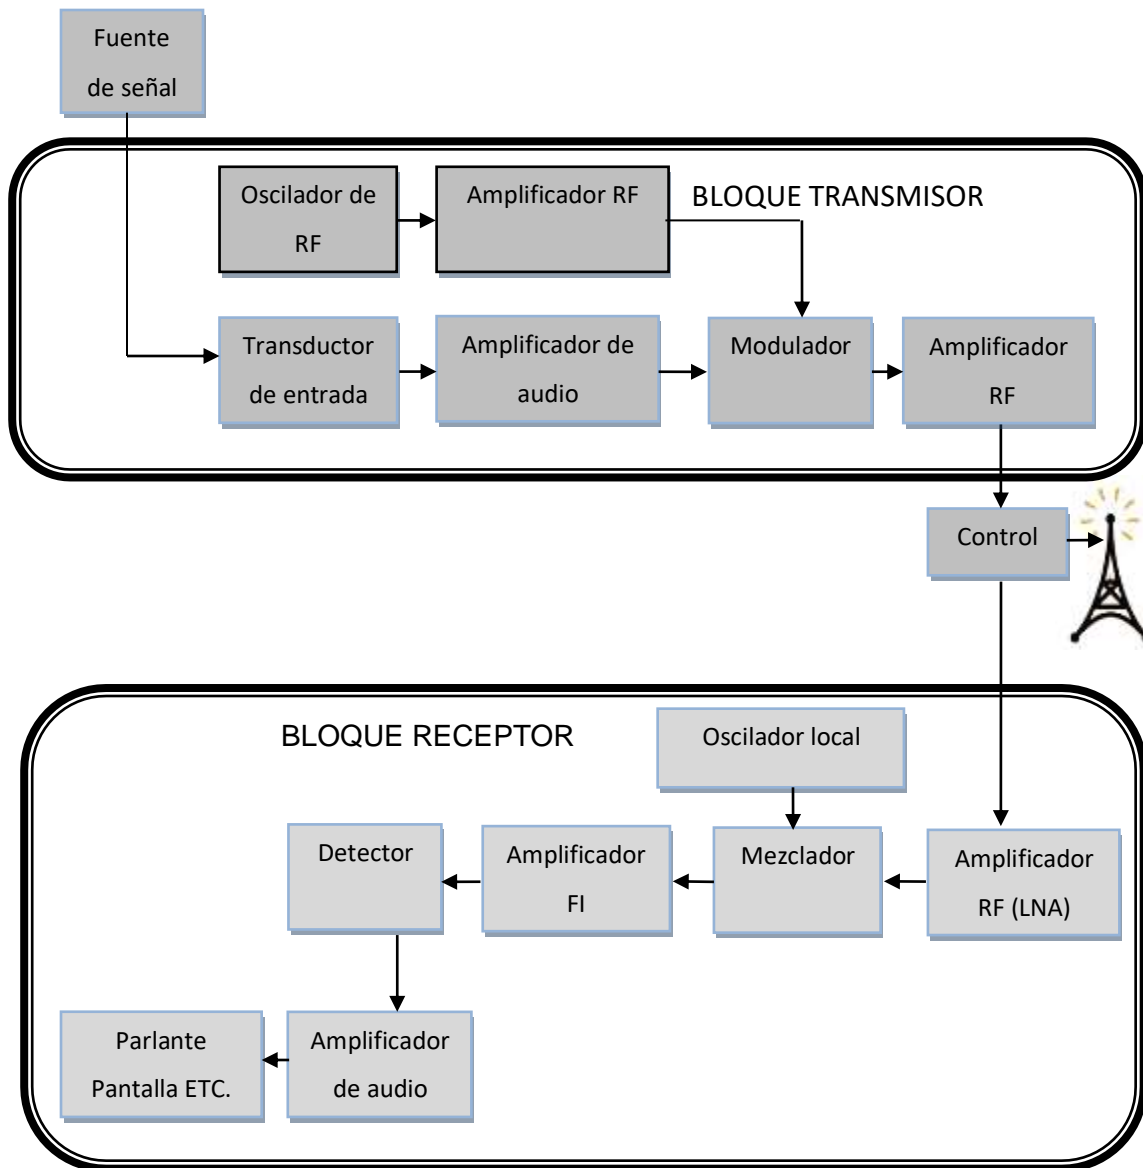 Fuente
de señal
Oscilador de
RF
Amplificador RF
BLOQUE TRANSMISOR
Transductor
de entrada
Amplificador de
audio
Modulador
Amplificador
RF
Control
BLOQUE RECEPTOR
Oscilador local
Detector
Amplificador
FI
Mezclador
Amplificador
RF (LNA)
Parlante
Pantalla ETC.
Amplificador
de audio